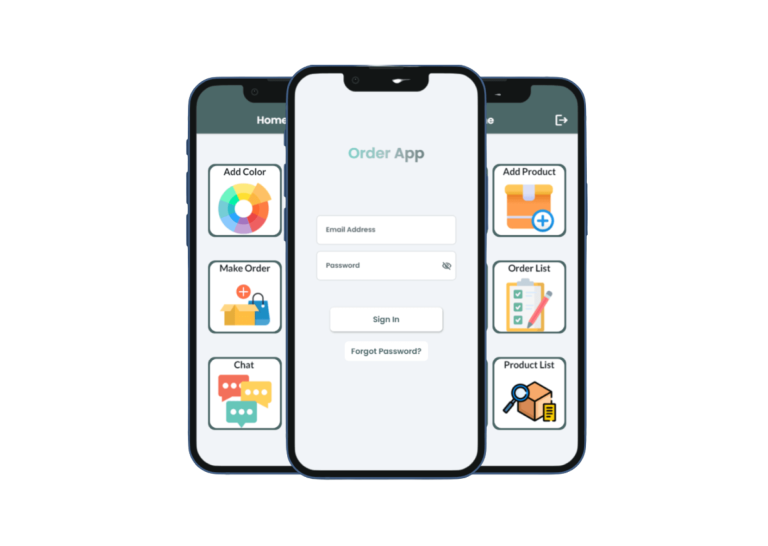 Home
Add Color
Make Order
Chat
Order App
Email Address
Password
Sign In
Forgot Password?
e
Add Product
Order List
Product List